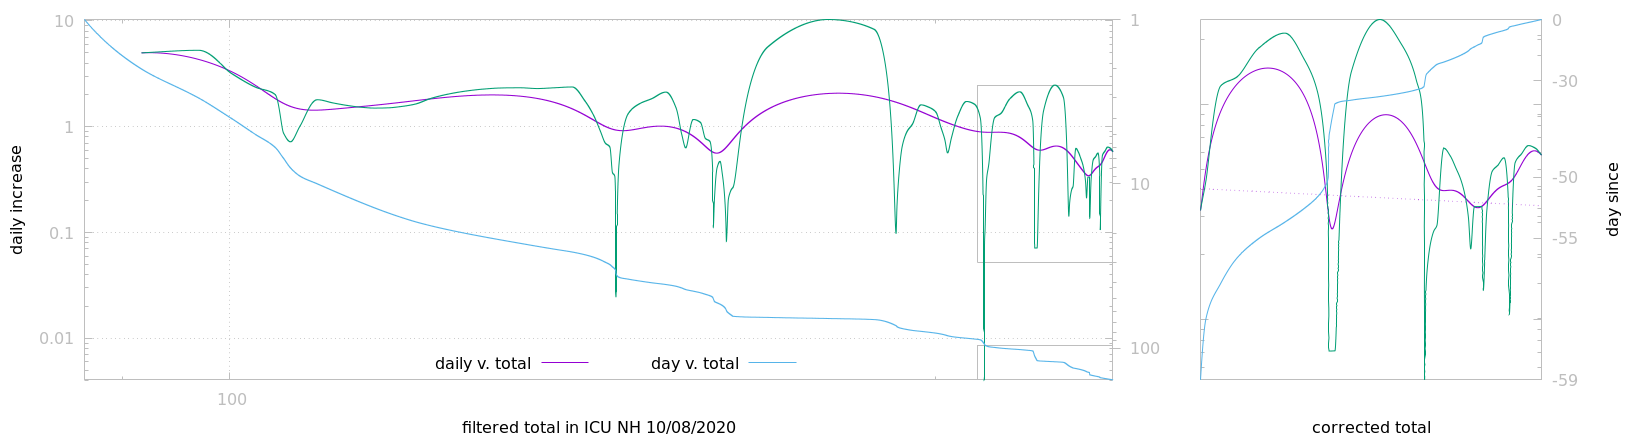 10
1
0.1
0.01
daily increase
1
10
100
daily v. total
day v. total
100
filtered total in ICU NH 10/08/2020
0
-30
-50
-55
-59
day since
corrected total